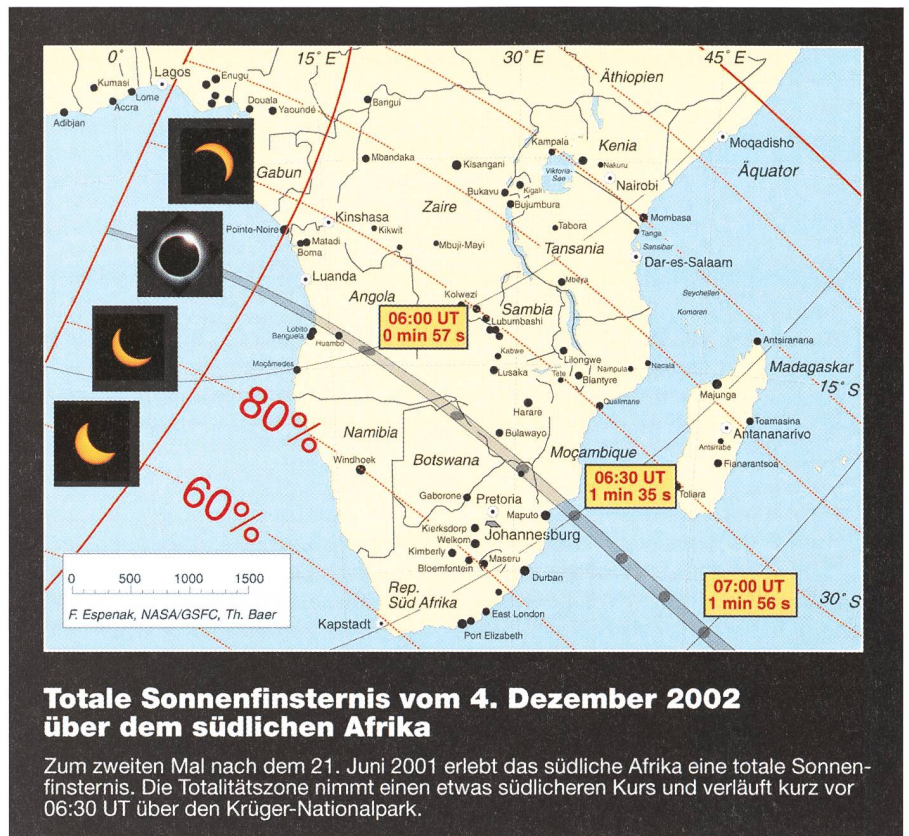 0°
15° E
30° E
45° E
Lagos
Enugu
Kumasi
Lome
Accra
Adibjan
Douala
Yaoundé
Bangui
Äthiopien
Mbandaka
Kisangani
Kampala
Kenia
Nakuru
Moqadisho
Gabun
Viktoria-
See
Nairobi
Äquator
Bukavu
Kigali
Bujumbura
Zaire
Kinshasa
Pointe-Noire
Kikwit
Mombasa
Matadi
Boma
Mbuji-Mayi
Tabora
Tanga
Tansania
Sansibar
Dar-es-Salaam
Luanda
Mbeya
Seychellen
Angola
Kolwezi
Sambia
Komoran
06:00 UT
0 min 57 s
Lubumbashi
Lobito
Benguela
Huambo
Kabwe
Antsiranana
Lilongwe
Moçâmedes
Lusaka
Tete
Nampula
Nacala
Madagaskar
Blantyre
15° S
Majunga
Quelimane
80%
Harare
Toamasina
Namibia
Bulawayo
Antananarivo
Antsirabe
Moçambique
Windhoek
Botswana
Fianarantsoa
06:30 UT
1 min 35 s
Toliara
60%
Gaborone
Pretoria
Maputo
Kierksdorp
Johannesburg
Welkom
Kimberly
Maseru
Bloemfontein
Durban
07:00 UT
1 min 56 s
0 500 1000 1500
Rep.
Süd Afrika
30° S
F. Espenak, NASA/GSFC, Th. Baer
Kapstadt
East London
Port Elizabeth
Totale Sonnenfinsternis vom 4. Dezember 2002
über dem südlichen Afrika
Zum zweiten Mal nach dem 21. Juni 2001 erlebt das südliche Afrika eine totale Sonnen-
finsternis. Die Totalitätszone nimmt einen etwas südlicheren Kurs und verläuft kurz vor
06:30 UT über den Krüger-Nationalpark.